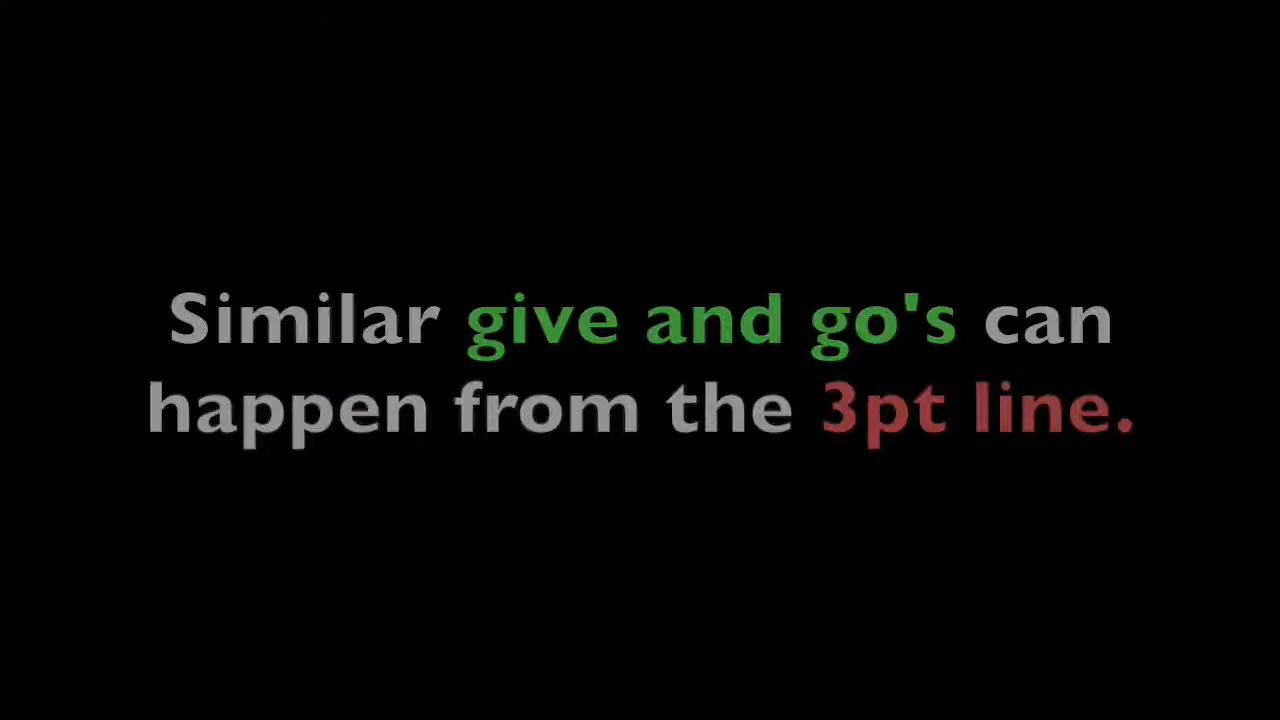 Similar give and go's can
happen from the 3pt line.